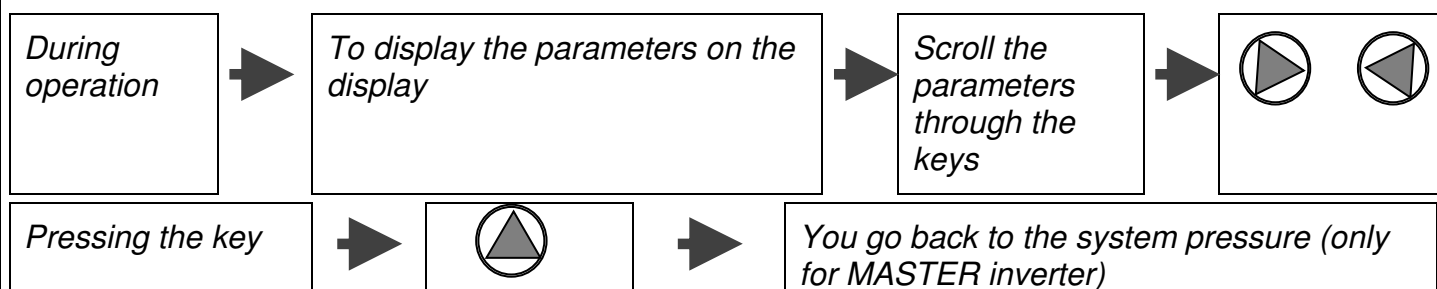 During
operation
To display the parameters on the
display
Scroll the
parameters
through the
keys
Pressing the key
You go back to the system pressure (only
for MASTER inverter)